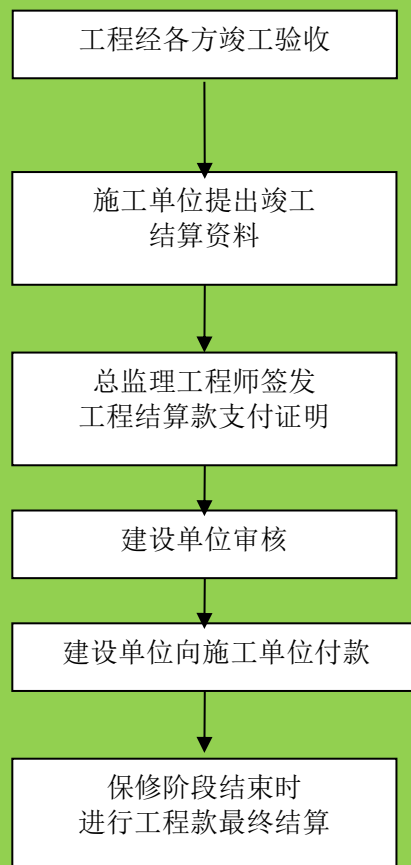 工程经各方竣工验收
施工单位提出竣工
结算资料
总监理工程师签发
工程结算款支付证明
建设单位审核
建设单位向施工单位付款
保修阶段结束时
进行工程款最终结算